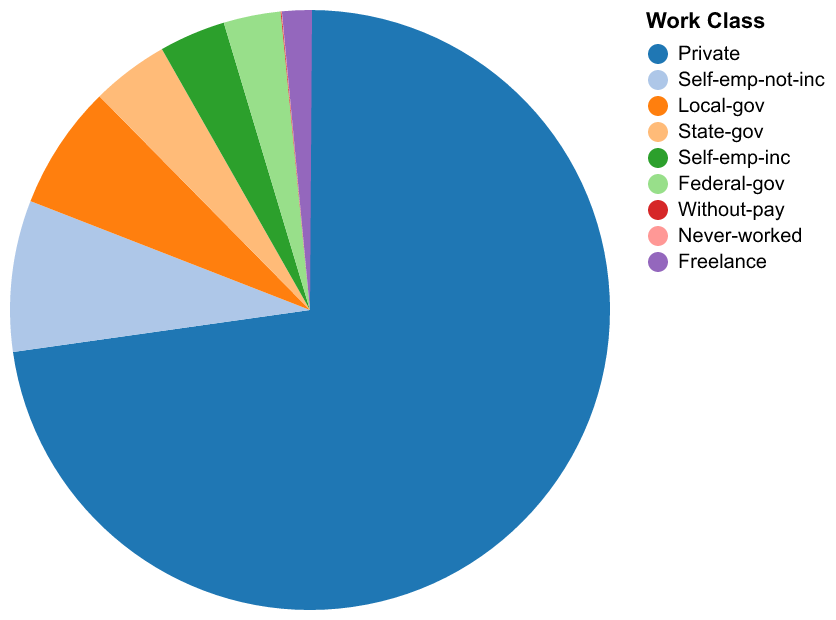 Work Class
Private
Self-emp-not-inc
Local-gov
State-gov
Self-emp-inc
Federal-gov
Without-pay
Never-worked
Freelance